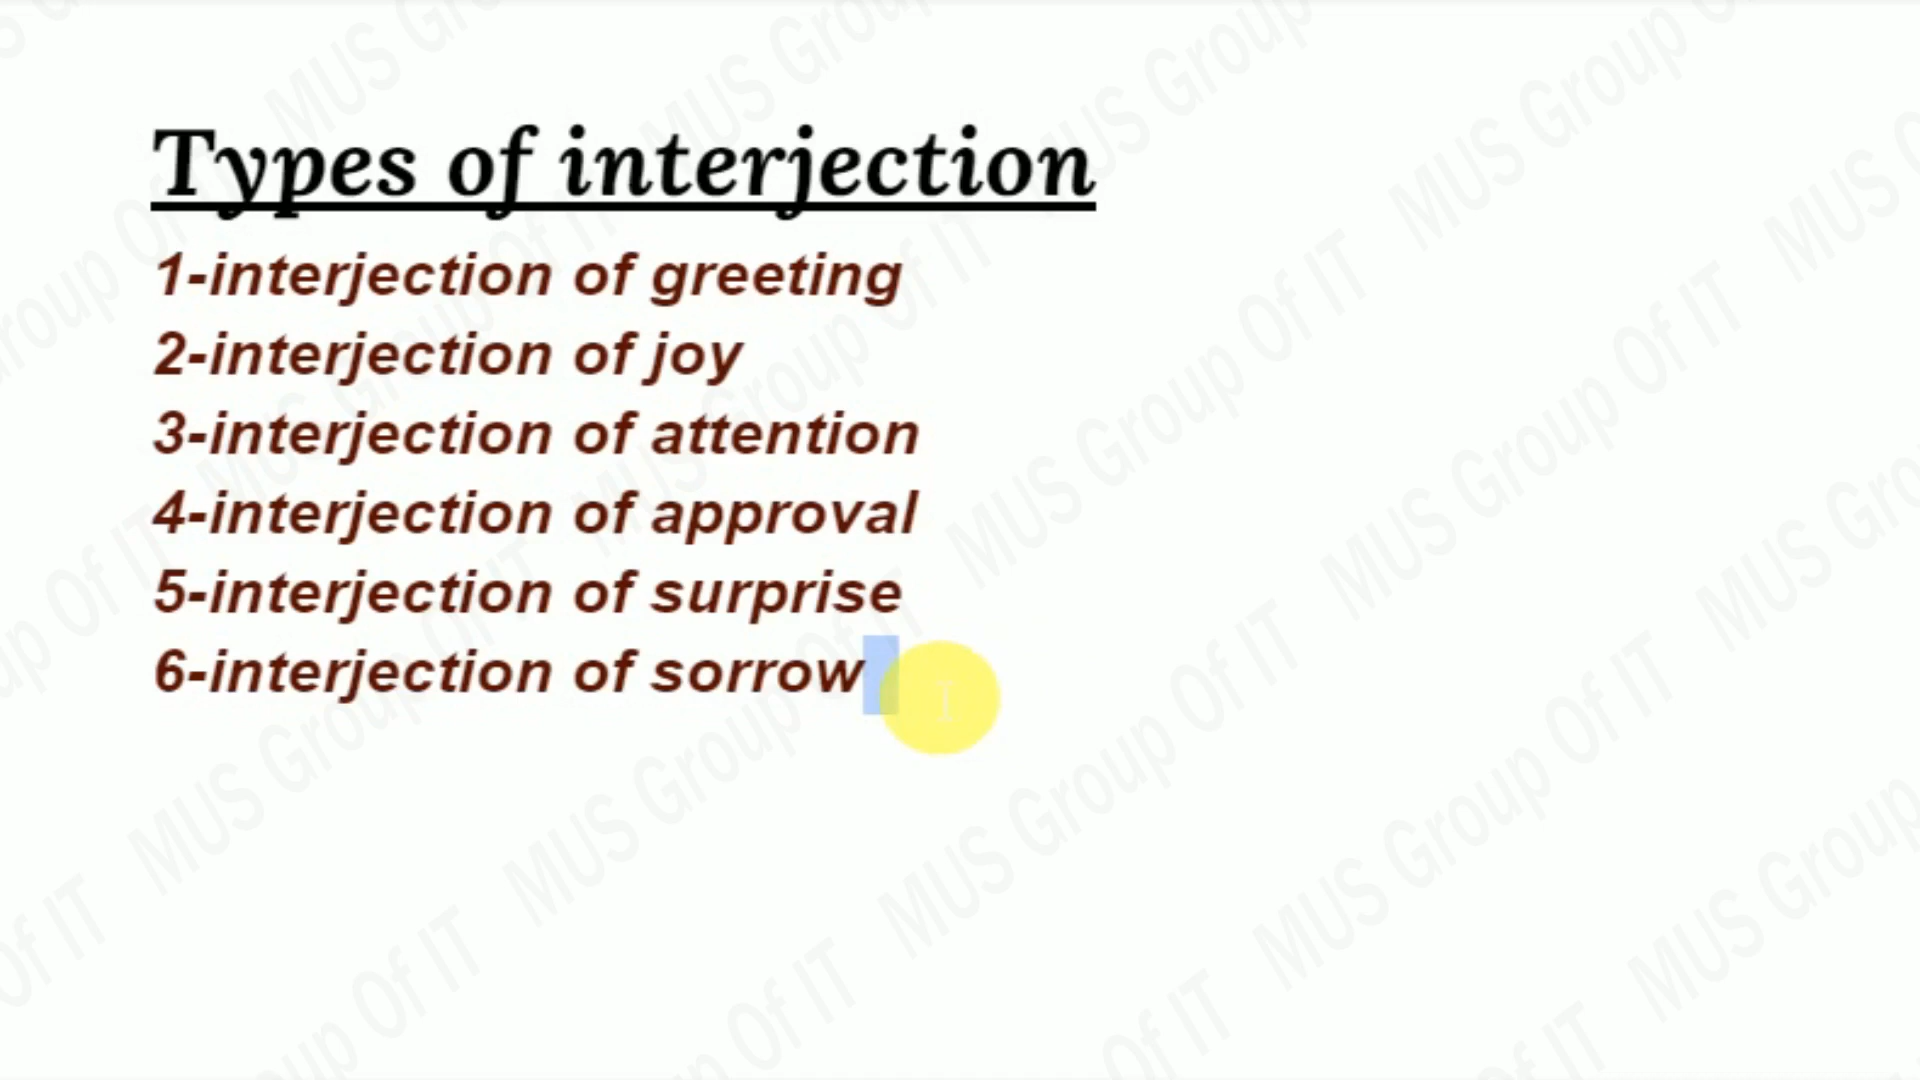 Types of interjection
1-interjection of greeting
2-interjection of joy
3-interjection of attention
4-interjection of approval
5-interjection of surprise
6-interjection of sorrow
MUS Group Of IT